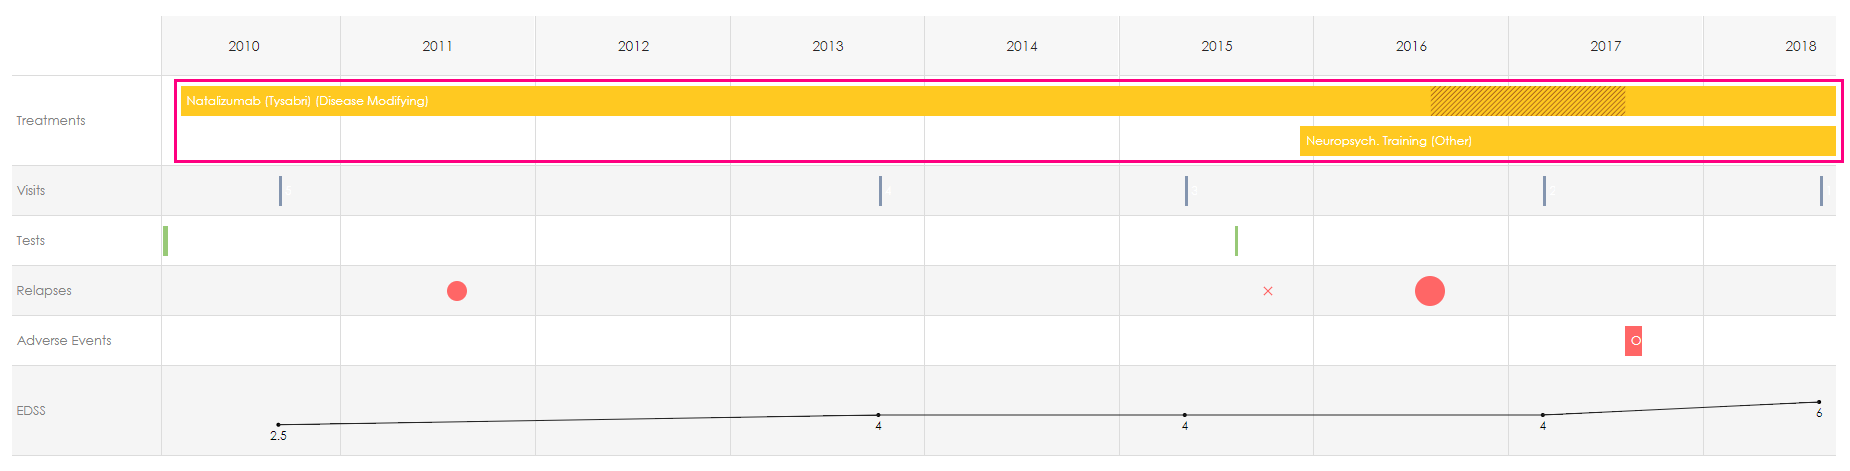 2010 2011 2012 2013 2014 2015 2016 2017 2018
Treatments
Natalizumab (Tysabri) (Disease Modifying)
Neuropsych. Training (Other)
Visits
Tests
Relapses
Adverse Events
O
EDSS
2.5 4 4 4 6